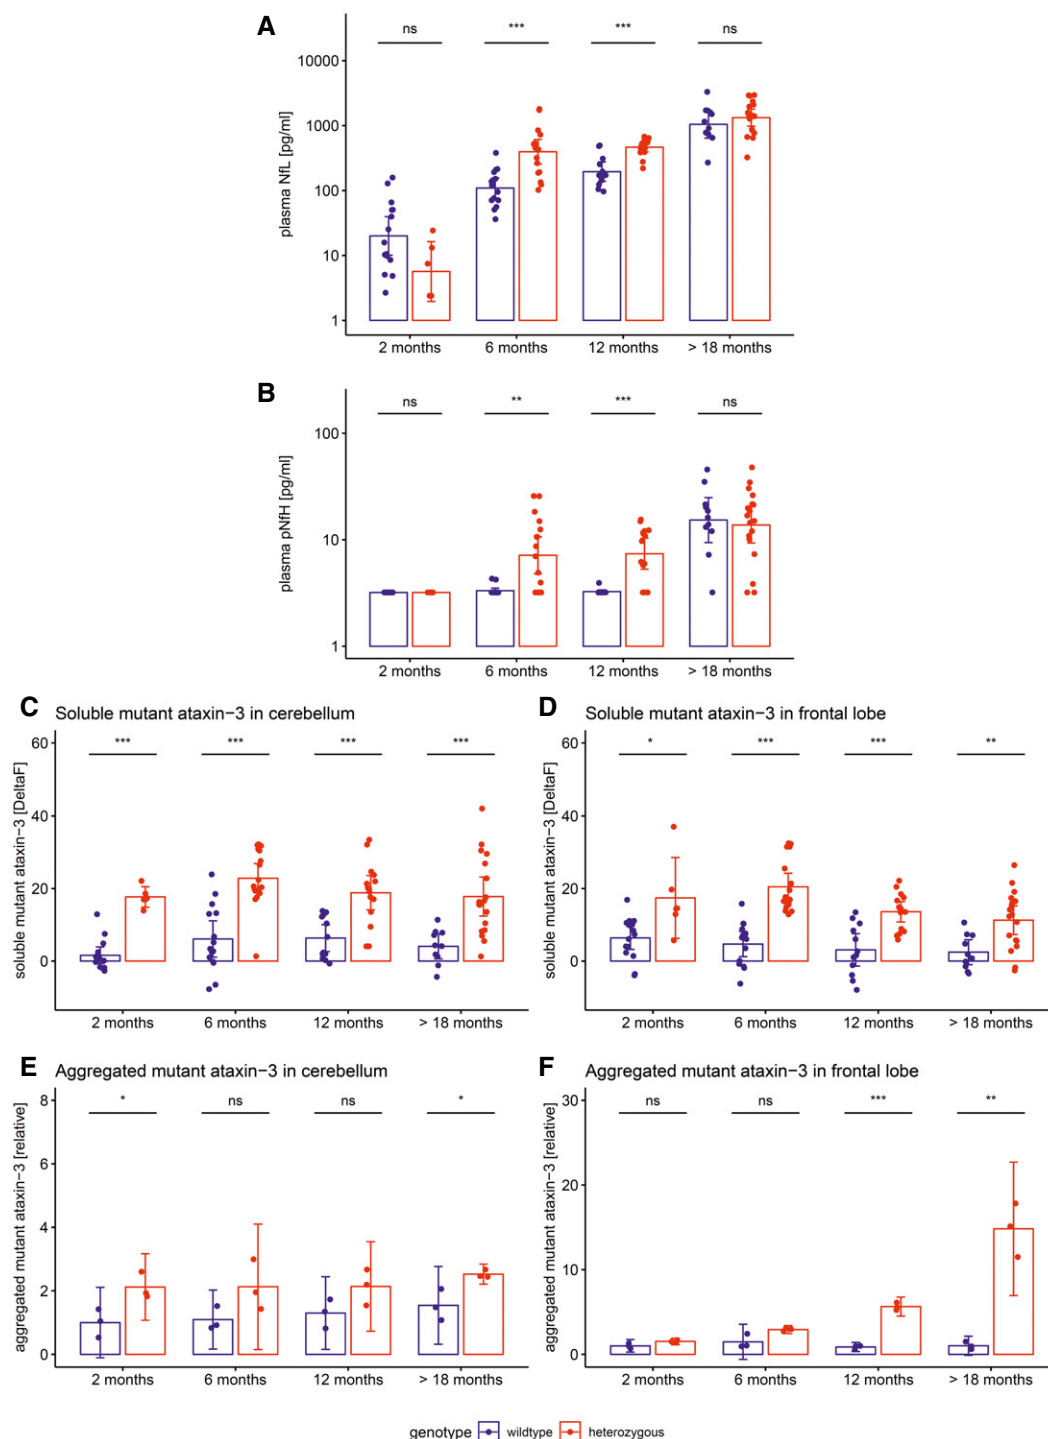 A
ns *** *** ns
plasma NfL [pg/ml]
10000
1000
100
10
1
2 months 6 months 12 months > 18 months
B
ns ** *** ns
plasma pNfH [pg/ml]
100
10
1
2 months 6 months 12 months > 18 months
C Soluble mutant ataxin−3 in cerebellum
*** *** *** ***
soluble mutant ataxin−3 [DeltaF]
60
40
20
0
2 months 6 months 12 months > 18 months
D Soluble mutant ataxin−3 in frontal lobe
* *** *** **
soluble mutant ataxin−3 [DeltaF]
60
40
20
0
2 months 6 months 12 months > 18 months
E Aggregated mutant ataxin−3 in cerebellum
* ns ns *
aggregated mutant ataxin−3 [relative]
8
6
4
2
0
2 months 6 months 12 months > 18 months
F Aggregated mutant ataxin−3 in frontal lobe
ns ns *** **
aggregated mutant ataxin−3 [relative]
30
20
10
0
2 months 6 months 12 months > 18 months
genotype wildtype heterozygous